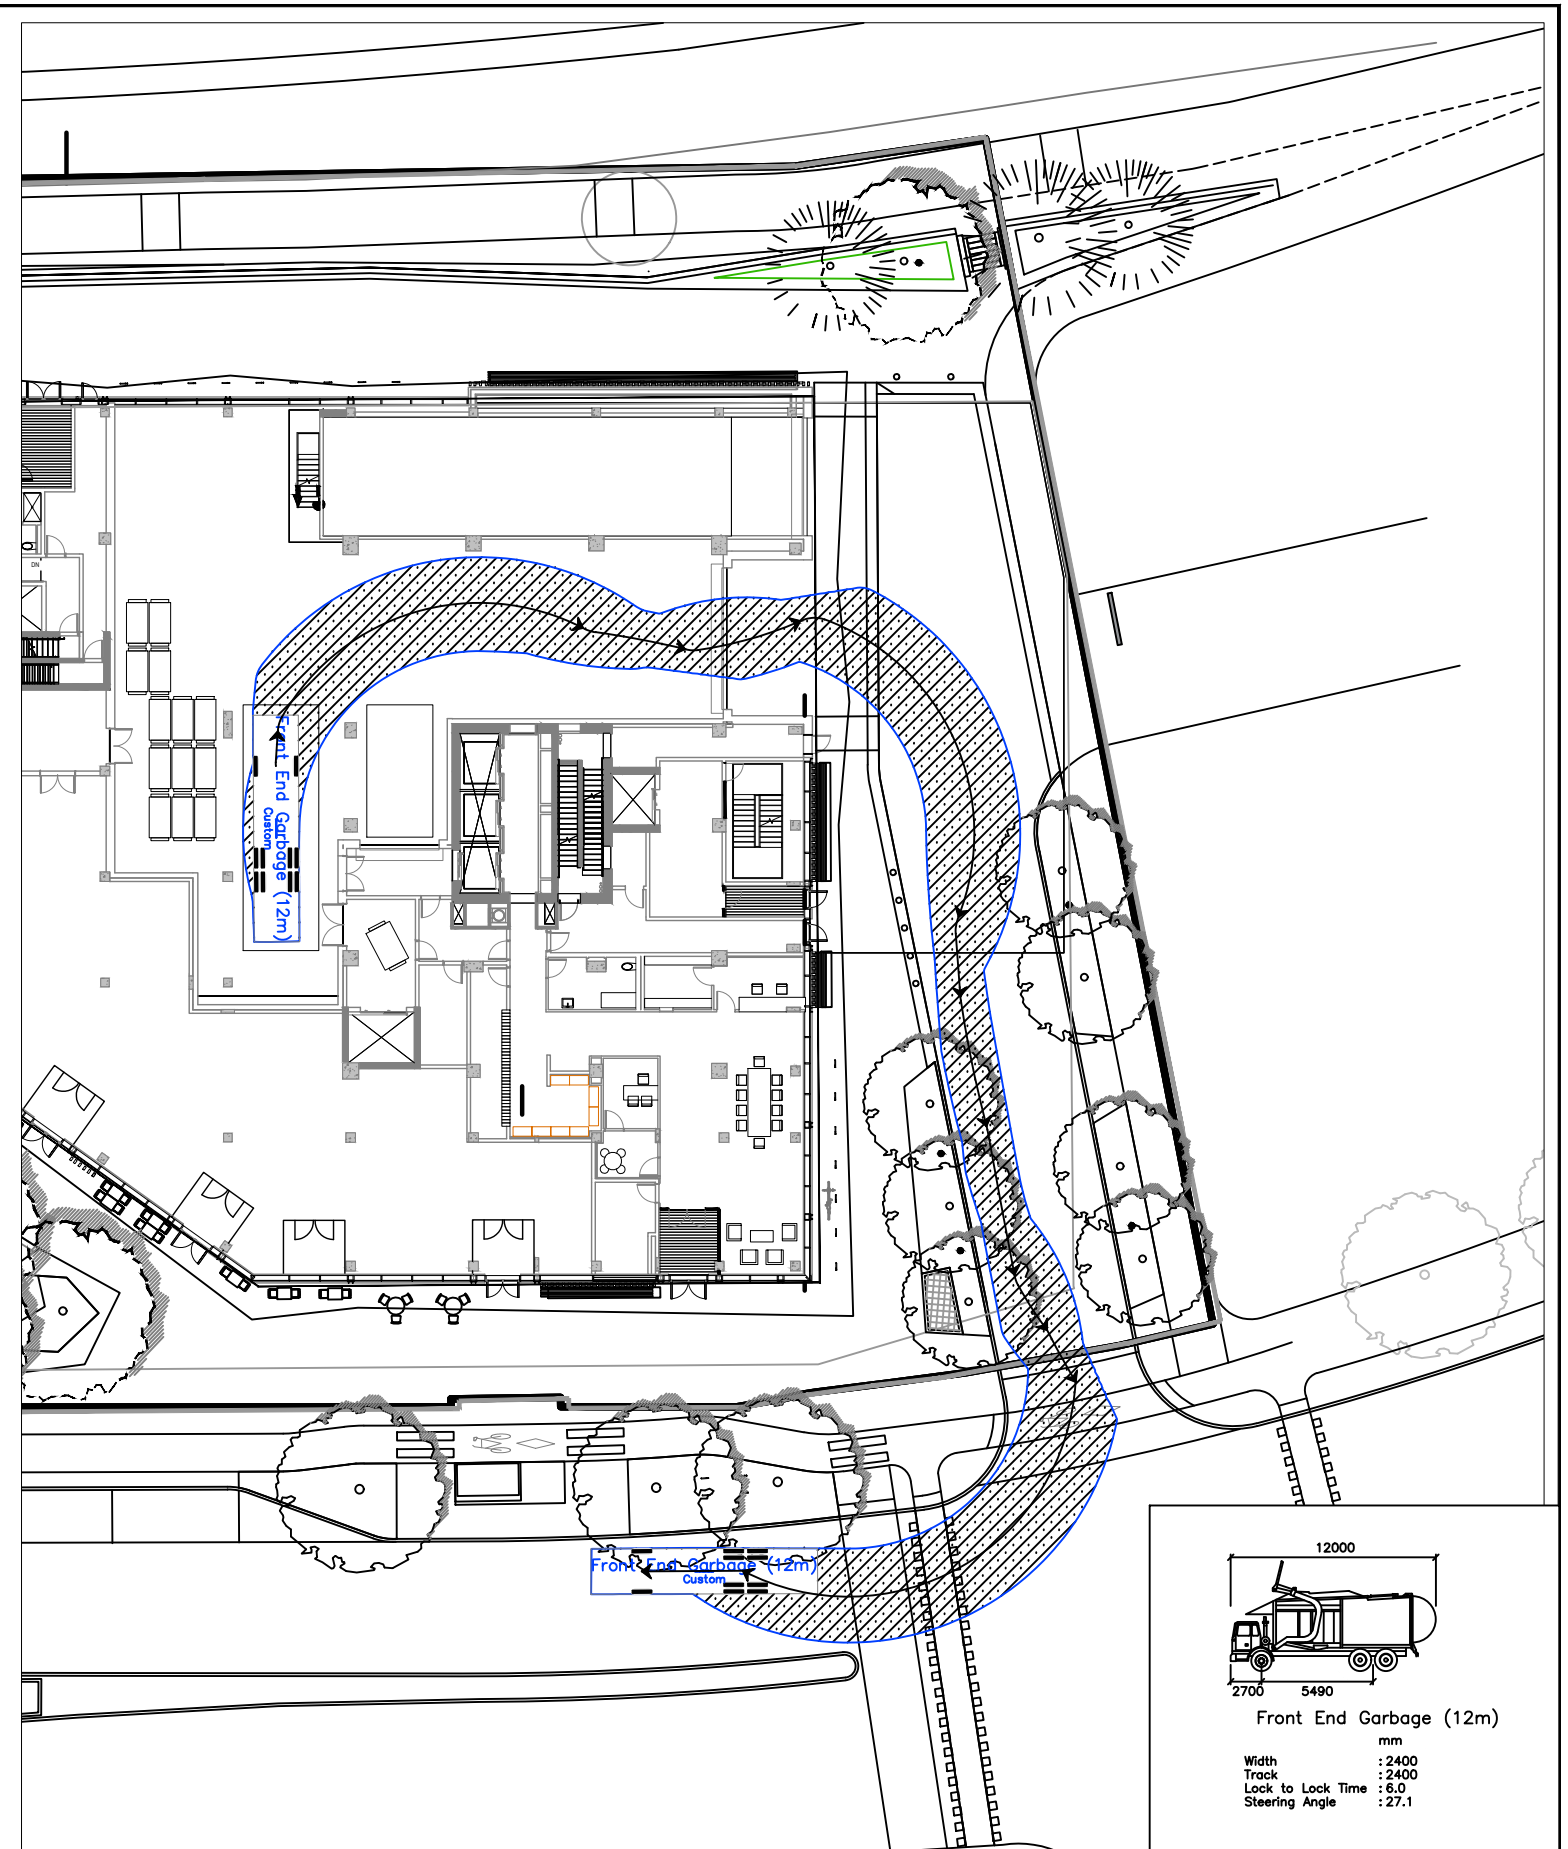 DN
Front End Garbage (12m)
Custom
Front End Garbage (12m)
Custom
12000
2700
5490
Front End Garbage (12m)
mm
Width : 2400
Track : 2400
Lock to Lock Time : 6.0
Steering Angle : 27.1